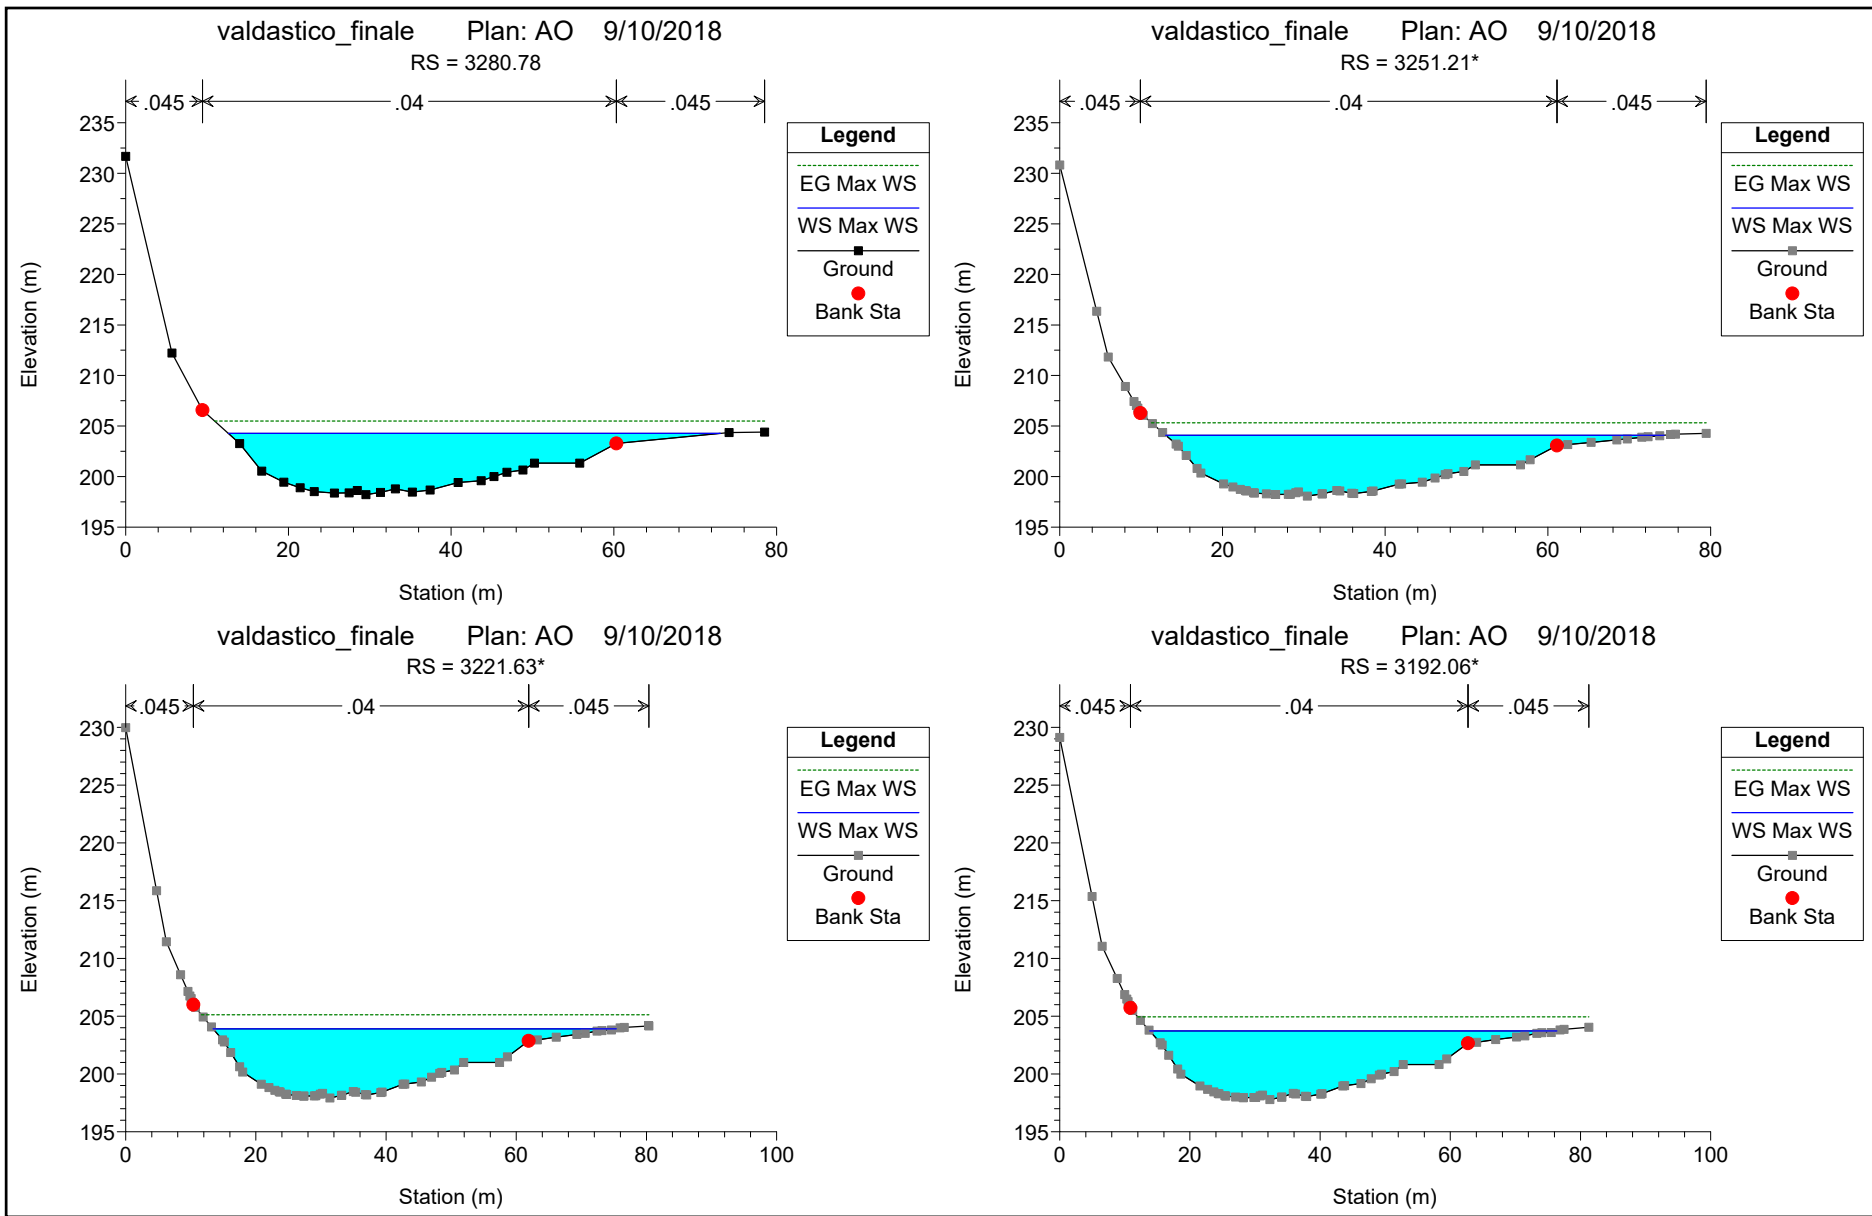 valdastico_finale Plan: AO 9/10/2018
RS = 3280.78
.045 .04 .045
235
230
225
220
215
210
205
200
195
Elevation (m)
0 20 40 60 80
Station (m)
Legend
EG Max WS
WS Max WS
Ground
Bank Sta
valdastico_finale Plan: AO 9/10/2018
RS = 3251.21*
.045 .04 .045
235
230
225
220
215
210
205
200
195
Elevation (m)
0 20 40 60 80
Station (m)
Legend
EG Max WS
WS Max WS
Ground
Bank Sta
valdastico_finale Plan: AO 9/10/2018
RS = 3221.63*
.045 .04 .045
230
225
220
215
210
205
200
195
Elevation (m)
0 20 40 60 80 100
Station (m)
Legend
EG Max WS
WS Max WS
Ground
Bank Sta
valdastico_finale Plan: AO 9/10/2018
RS = 3192.06*
.045 .04 .045
230
225
220
215
210
205
200
195
Elevation (m)
0 20 40 60 80 100
Station (m)
Legend
EG Max WS
WS Max WS
Ground
Bank Sta